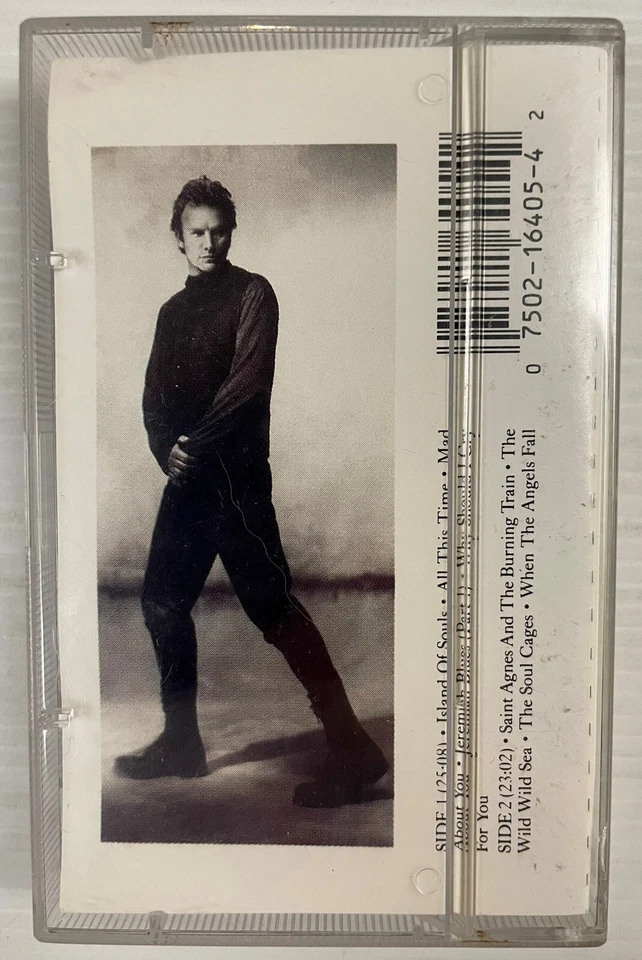 SIDE 1 (25:08) • Island Of Souls • All This Time • Mad
About You • Jeremiah Blues (Part 1) • Why Should I Cry
For You
SIDE 2 (23:02) • Saint Agnes And The Burning Train • The
Wild Wild Sea • The Soul Cages • When The Angels Fall
0 7502-16405-4 2